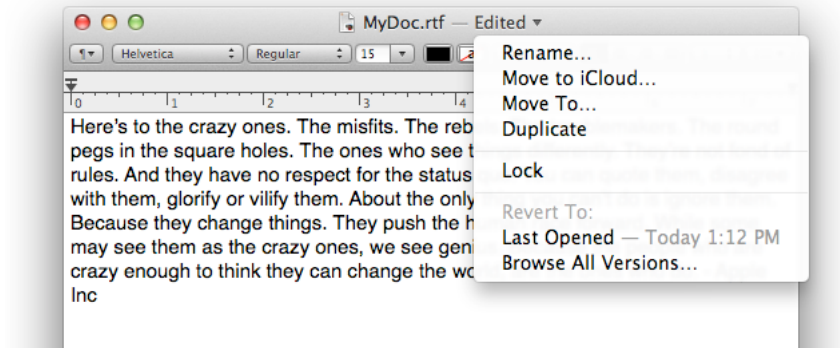 MyDoc.rtf — Edited
Helvetica Regular 15
0 1 2 3 4
Rename...
Move to iCloud...
Move To...
Duplicate
Lock
Revert To:
Last Opened — Today 1:12 PM
Browse All Versions...
Here's to the crazy ones. The misfits. The reb
pegs in the square holes. The ones who see
rules. And they have no respect for the status
with them, glorify or vilify them. About the only
Because they change things. They push the h
may see them as the crazy ones, we see geni
crazy enough to think they can change the wo
Inc